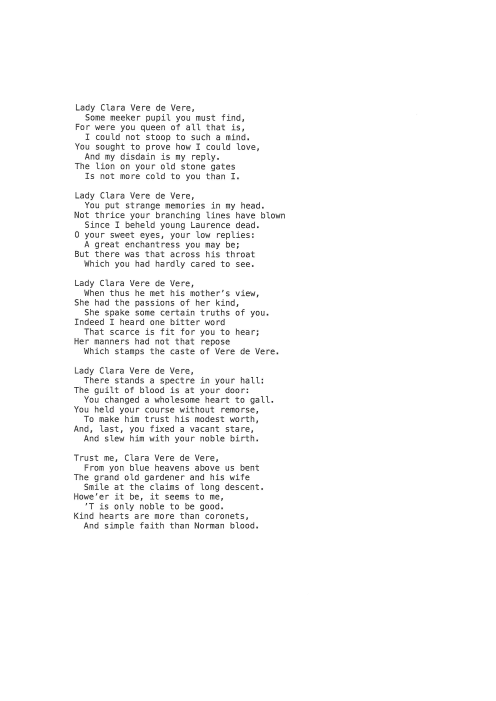 Lady Clara Vere de Vere,
Some meeker pupil you must find,
For were you queen of all that is,
I could not stoop to such a mind.
You sought to prove how I could love,
And my disdain is my reply.
The lion on your old stone gates
Is not more cold to you than I.

Lady Clara Vere de Vere,
You put strange memories in my head.
Not thrice your branching lines have blown
Since I beheld young Laurence dead.
O your sweet eyes, your low replies:
A great enchantress you may be;
But there was that across his throat
Which you had hardly cared to see.

Lady Clara Vere de Vere,
When thus he met his mother's view,
She had the passions of her kind,
She spake some certain truths of you.
Indeed I heard one bitter word
That scarce is fit for you to hear;
Her manners had not that repose
Which stamps the caste of Vere de Vere.

Lady Clara Vere de Vere,
There stands a spectre in your hall:
The guilt of blood is at your door:
You changed a wholesome heart to gall.
You held your course without remorse,
To make him trust his modest worth,
And, last, you fixed a vacant stare,
And slew him with your noble birth.

Trust me, Clara Vere de Vere,
From yon blue heavens above us bent
The grand old gardener and his wife
Smile at the claims of long descent.
Howe'er it be, it seems to me,
'T is only noble to be good.
Kind hearts are more than coronets,
And simple faith than Norman blood.